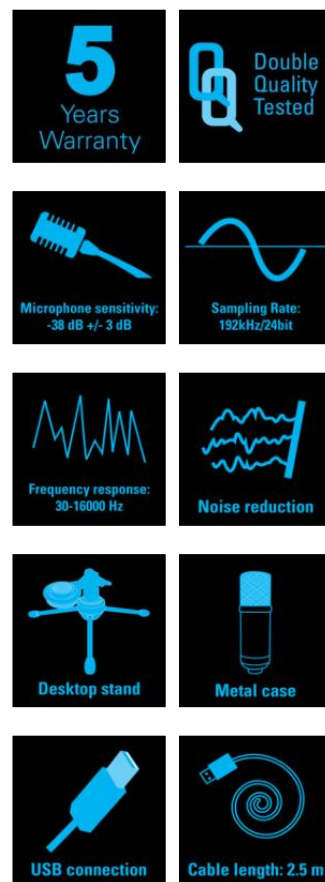 5
Years
Warranty
Double
Quality
Tested
Microphone sensitivity:
-38 dB +/- 3 dB
Sampling Rate:
192kHz/24bit
Frequency response:
30-16000 Hz
Noise reduction
Desktop stand
Metal case
USB connection
Cable length: 2.5 m